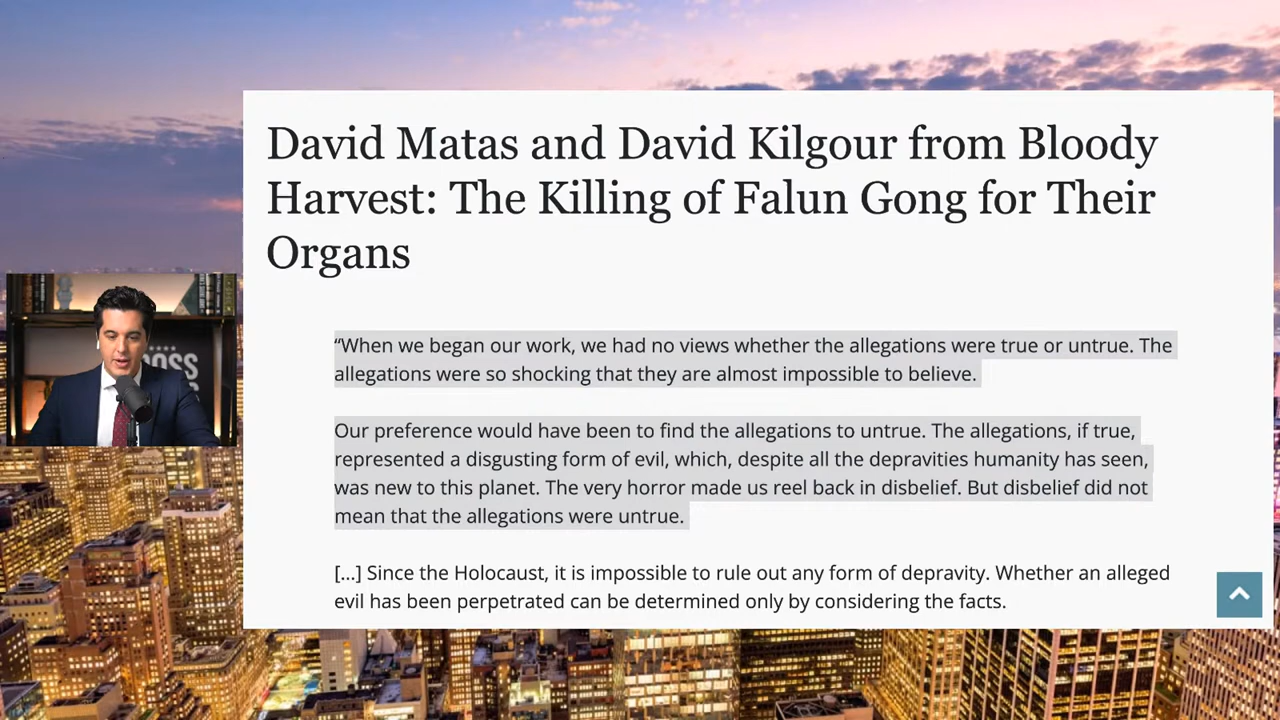 David Matas and David Kilgour from Bloody
Harvest: The Killing of Falun Gong for Their
Organs
“When we began our work, we had no views whether the allegations were true or untrue. The
allegations were so shocking that they are almost impossible to believe.
Our preference would have been to find the allegations to untrue. The allegations, if true,
represented a disgusting form of evil, which, despite all the depravities humanity has seen,
was new to this planet. The very horror made us reel back in disbelief. But disbelief did not
mean that the allegations were untrue.
[...] Since the Holocaust, it is impossible to rule out any form of depravity. Whether an alleged
evil has been perpetrated can be determined only by considering the facts.